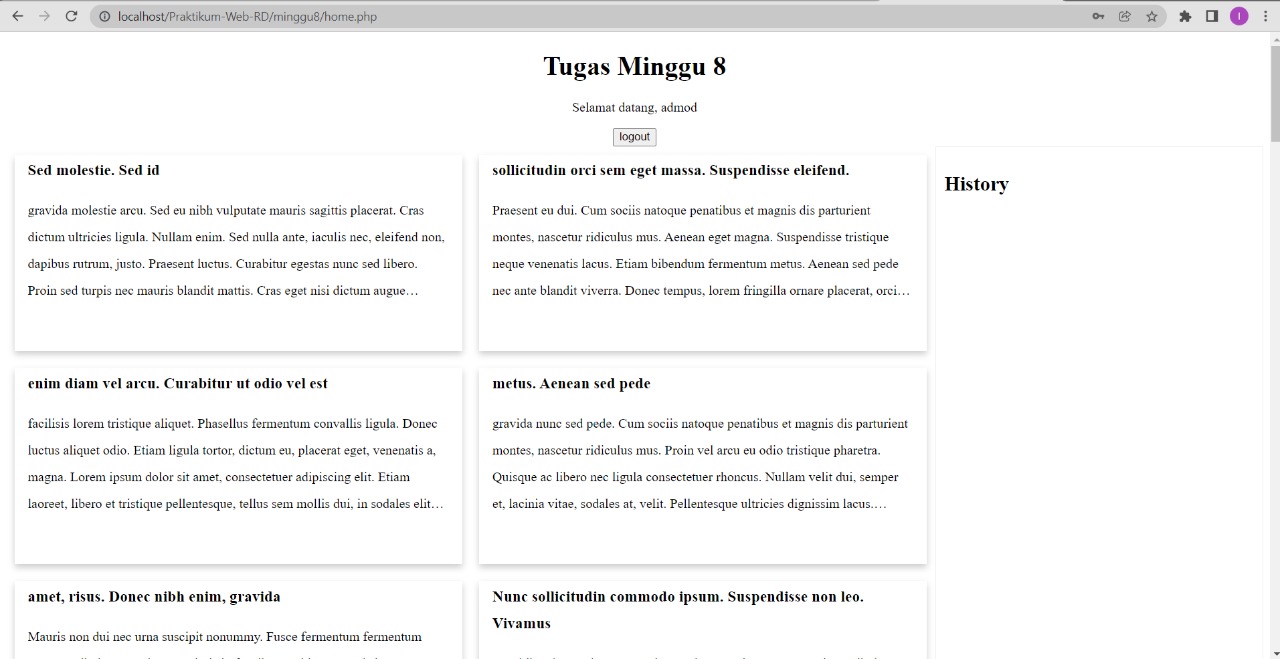 localhost/Praktikum-Web-RD/minggu8/home.php
I
Tugas Minggu 8
Selamat datang, admod
logout
Sed molestie. Sed id
gravida molestie arcu. Sed eu nibh vulputate mauris sagittis placerat. Cras
dictum ultricies ligula. Nullam enim. Sed nulla ante, iaculis nec, eleifend non,
dapibus rutrum, justo. Praesent luctus. Curabitur egestas nunc sed libero.
Proin sed turpis nec mauris blandit mattis. Cras eget nisi dictum augue…
sollicitudin orci sem eget massa. Suspendisse eleifend.
Praesent eu dui. Cum sociis natoque penatibus et magnis dis parturient
montes, nascetur ridiculus mus. Aenean eget magna. Suspendisse tristique
neque venenatis lacus. Etiam bibendum fermentum metus. Aenean sed pede
nec ante blandit viverra. Donec tempus, lorem fringilla ornare placerat, orci…
History
enim diam vel arcu. Curabitur ut odio vel est
facilisis lorem tristique aliquet. Phasellus fermentum convallis ligula. Donec
luctus aliquet odio. Etiam ligula tortor, dictum eu, placerat eget, venenatis a,
magna. Lorem ipsum dolor sit amet, consectetuer adipiscing elit. Etiam
laoreet, libero et tristique pellentesque, tellus sem mollis dui, in sodales elit…
metus. Aenean sed pede
gravida nunc sed pede. Cum sociis natoque penatibus et magnis dis parturient
montes, nascetur ridiculus mus. Proin vel arcu eu odio tristique pharetra.
Quisque ac libero nec ligula consectetuer rhoncus. Nullam velit dui, semper
et, lacinia vitae, sodales at, velit. Pellentesque ultricies dignissim lacus.…
amet, risus. Donec nibh enim, gravida
Mauris non dui nec urna suscipit nonummy. Fusce fermentum fermentum
Nunc sollicitudin commodo ipsum. Suspendisse non leo.
Vivamus